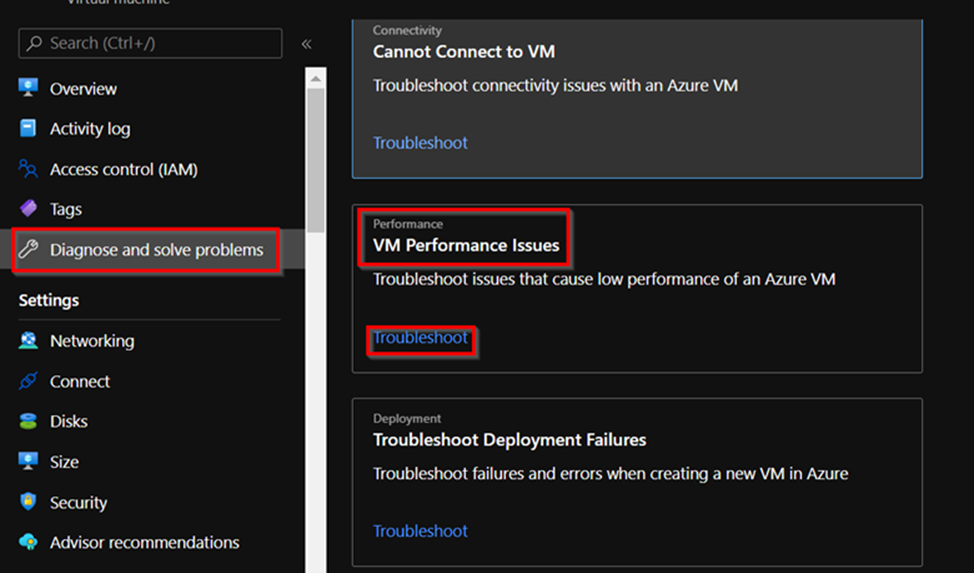 Virtual machine
Search (Ctrl+/)
«
Overview
Activity log
Access control (IAM)
Tags
Diagnose and solve problems
Settings
Networking
Connect
Disks
Size
Security
Advisor recommendations
Connectivity
Cannot Connect to VM
Troubleshoot connectivity issues with an Azure VM
Troubleshoot
Performance
VM Performance Issues
Troubleshoot issues that cause low performance of an Azure VM
Troubleshoot
Deployment
Troubleshoot Deployment Failures
Troubleshoot failures and errors when creating a new VM in Azure
Troubleshoot